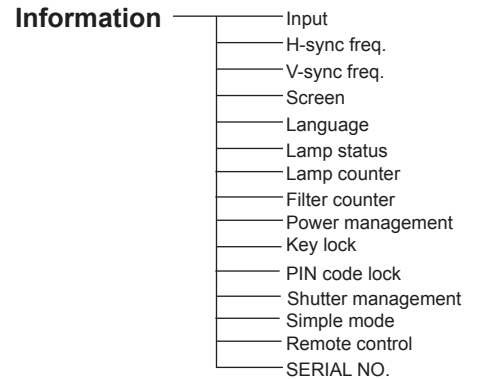 Information
Input
H-sync freq.
V-sync freq.
Screen
Language
Lamp status
Lamp counter
Filter counter
Power management
Key lock
PIN code lock
Shutter management
Simple mode
Remote control
SERIAL NO.